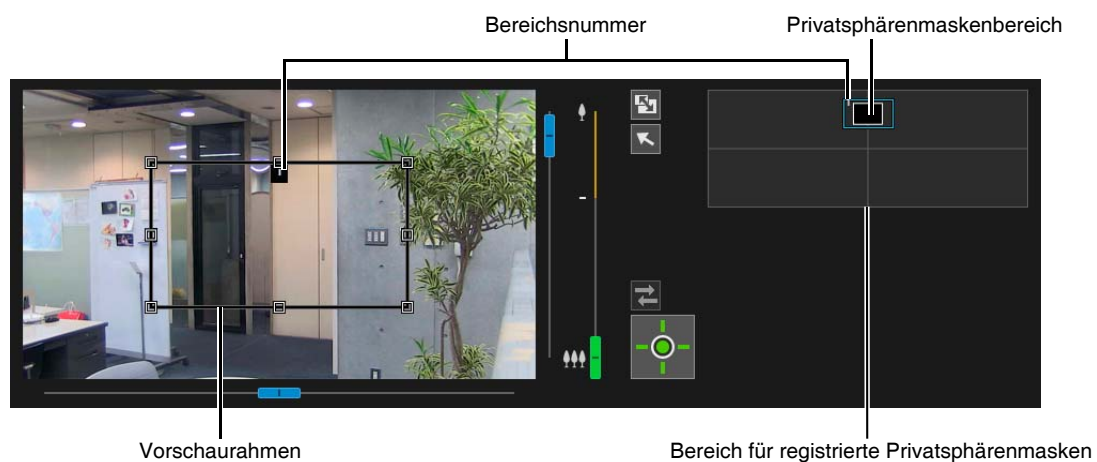 Bereichsnummer
Privatsphärenmaskenbereich
Vorschaurahmen
Bereich für registrierte Privatsphärenmasken